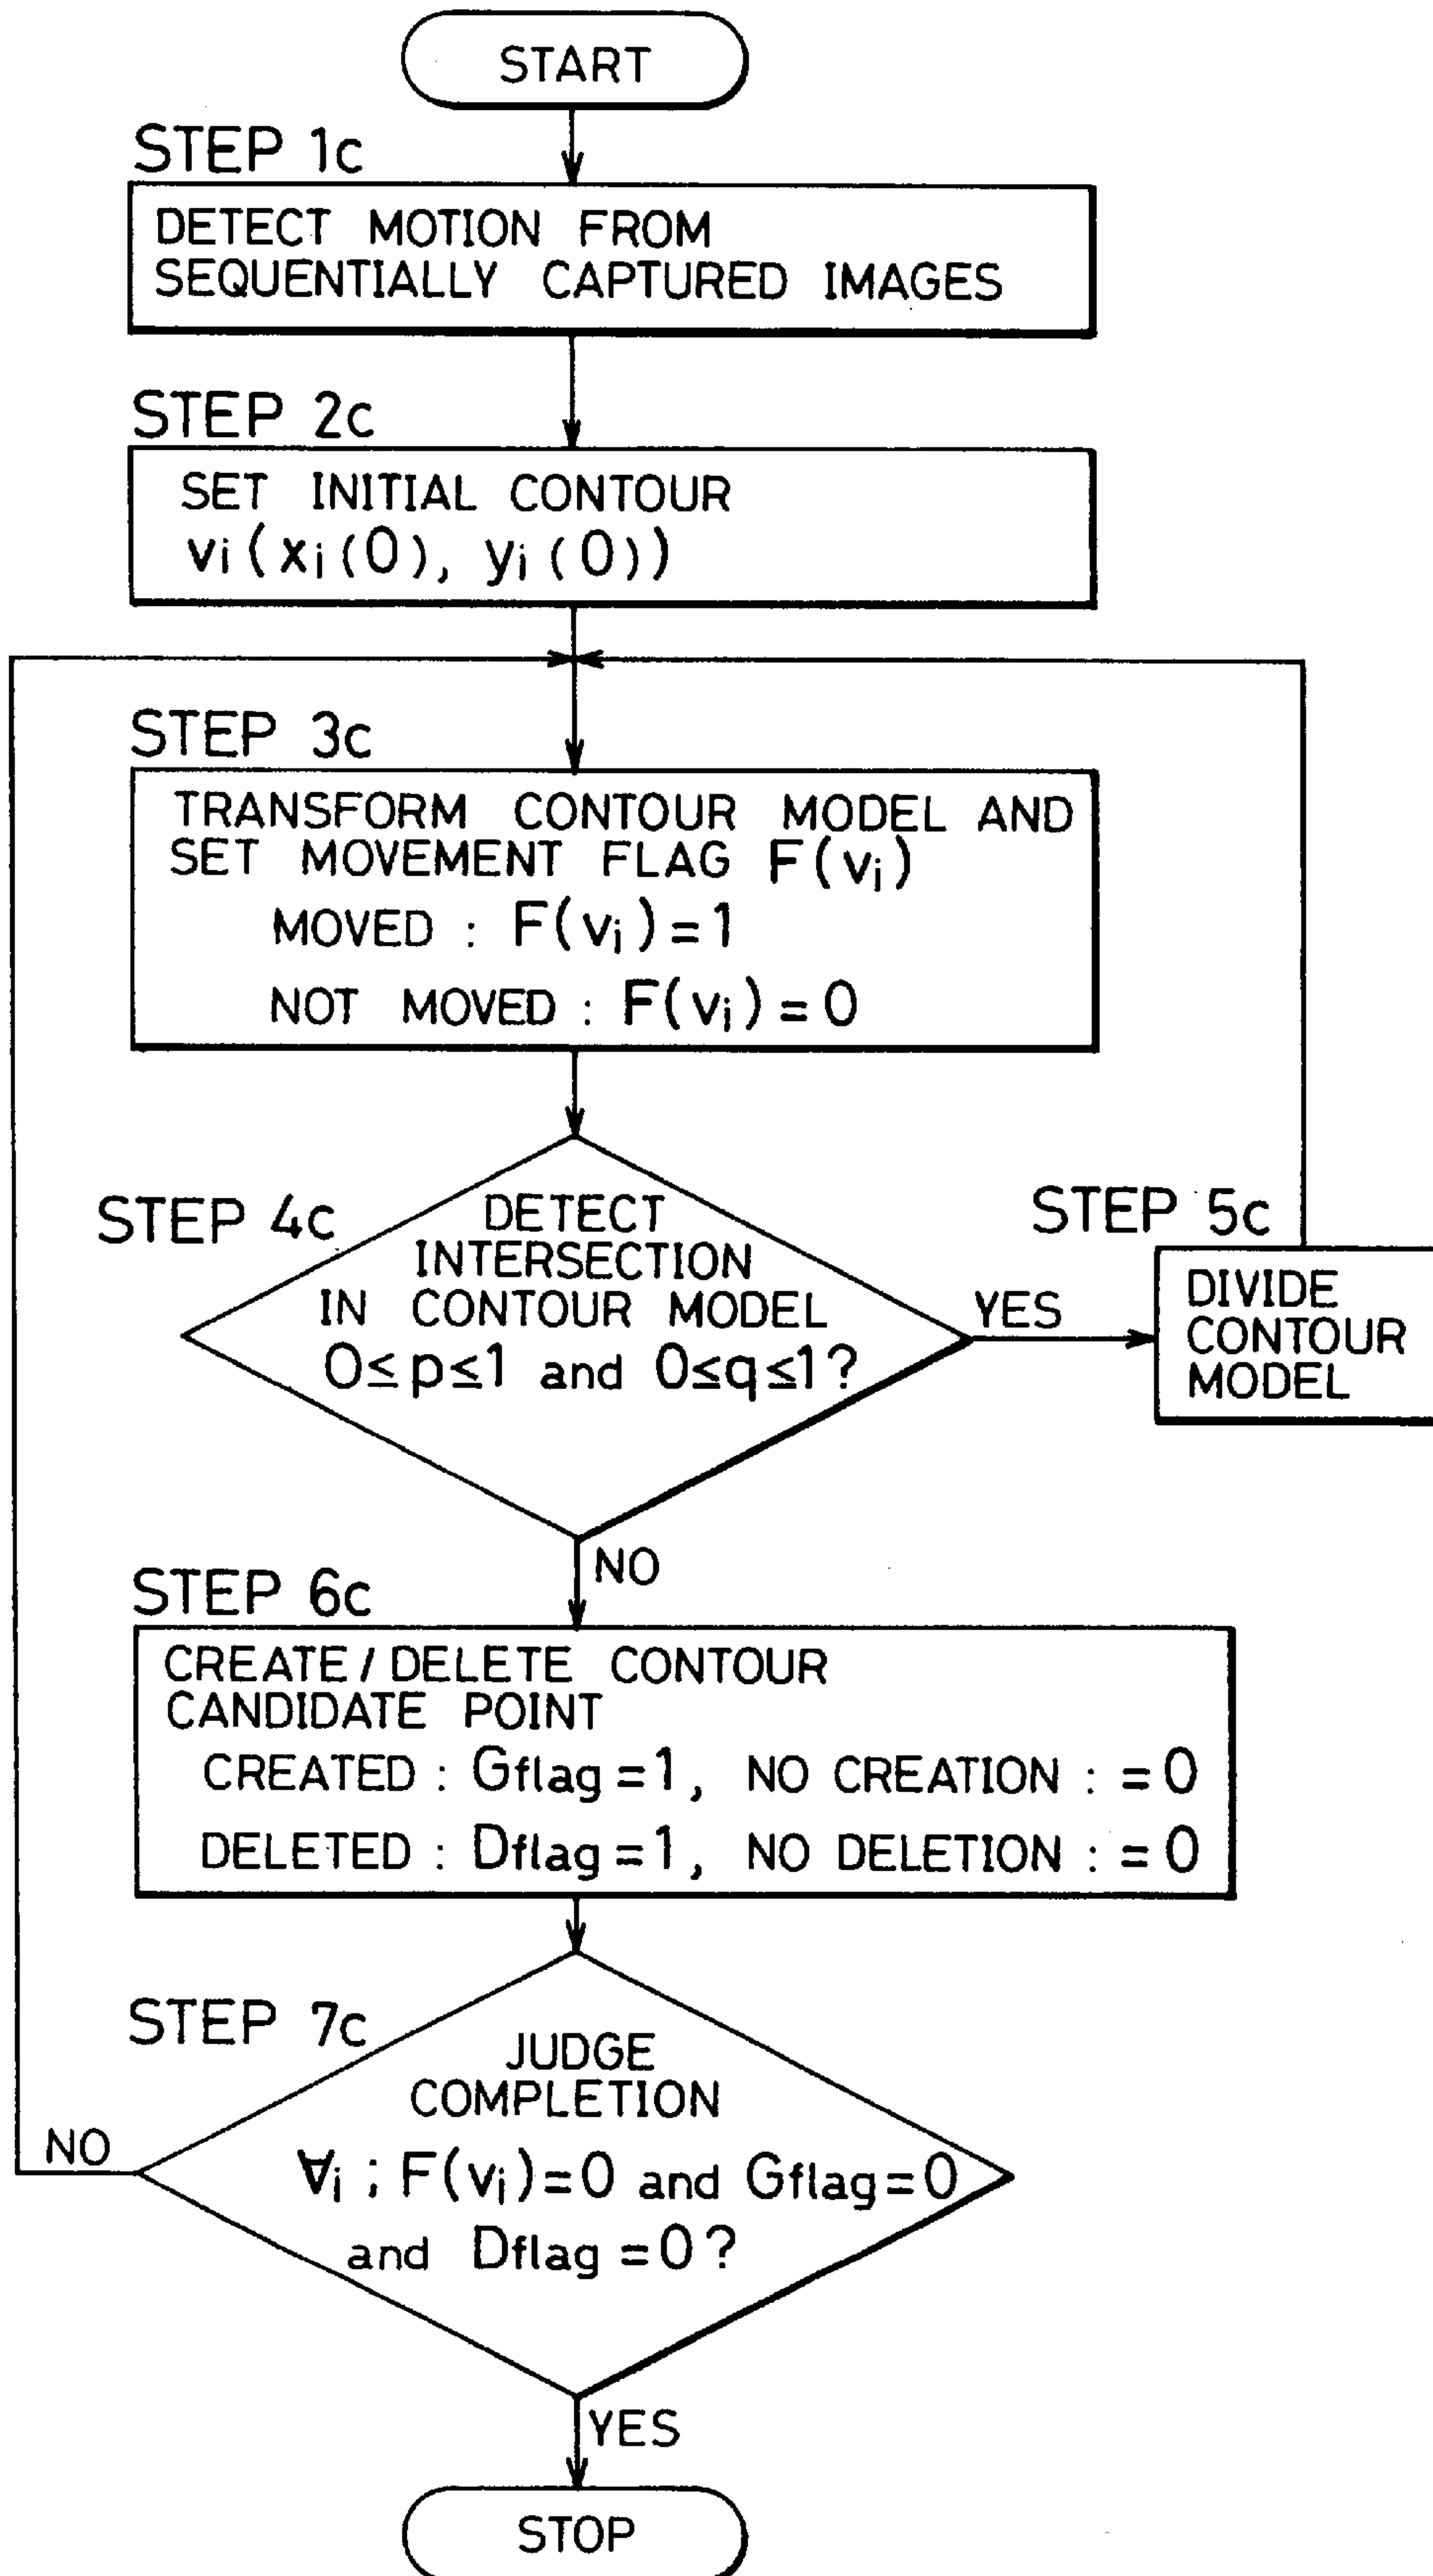 START
STEP 1c
DETECT MOTION FROM
SEQUENTIALLY CAPTURED IMAGES
STEP 2c
SET INITIAL CONTOUR
vi(xi(0), yi(0))
STEP 3c
TRANSFORM CONTOUR MODEL AND
SET MOVEMENT FLAG F(vi)
MOVED : F(vi)=1
NOT MOVED : F(vi)=0
STEP 4c
DETECT
INTERSECTION
IN CONTOUR MODEL
0≤p≤1 and 0≤q≤1?
YES
STEP 5c
DIVIDE
CONTOUR
MODEL
NO
STEP 6c
CREATE/DELETE CONTOUR
CANDIDATE POINT
CREATED : Gflag=1, NO CREATION : =0
DELETED : Dflag=1, NO DELETION : =0
STEP 7c
JUDGE
COMPLETION
∀i ; F(vi)=0 and Gflag=0
and Dflag=0?
NO
YES
STOP